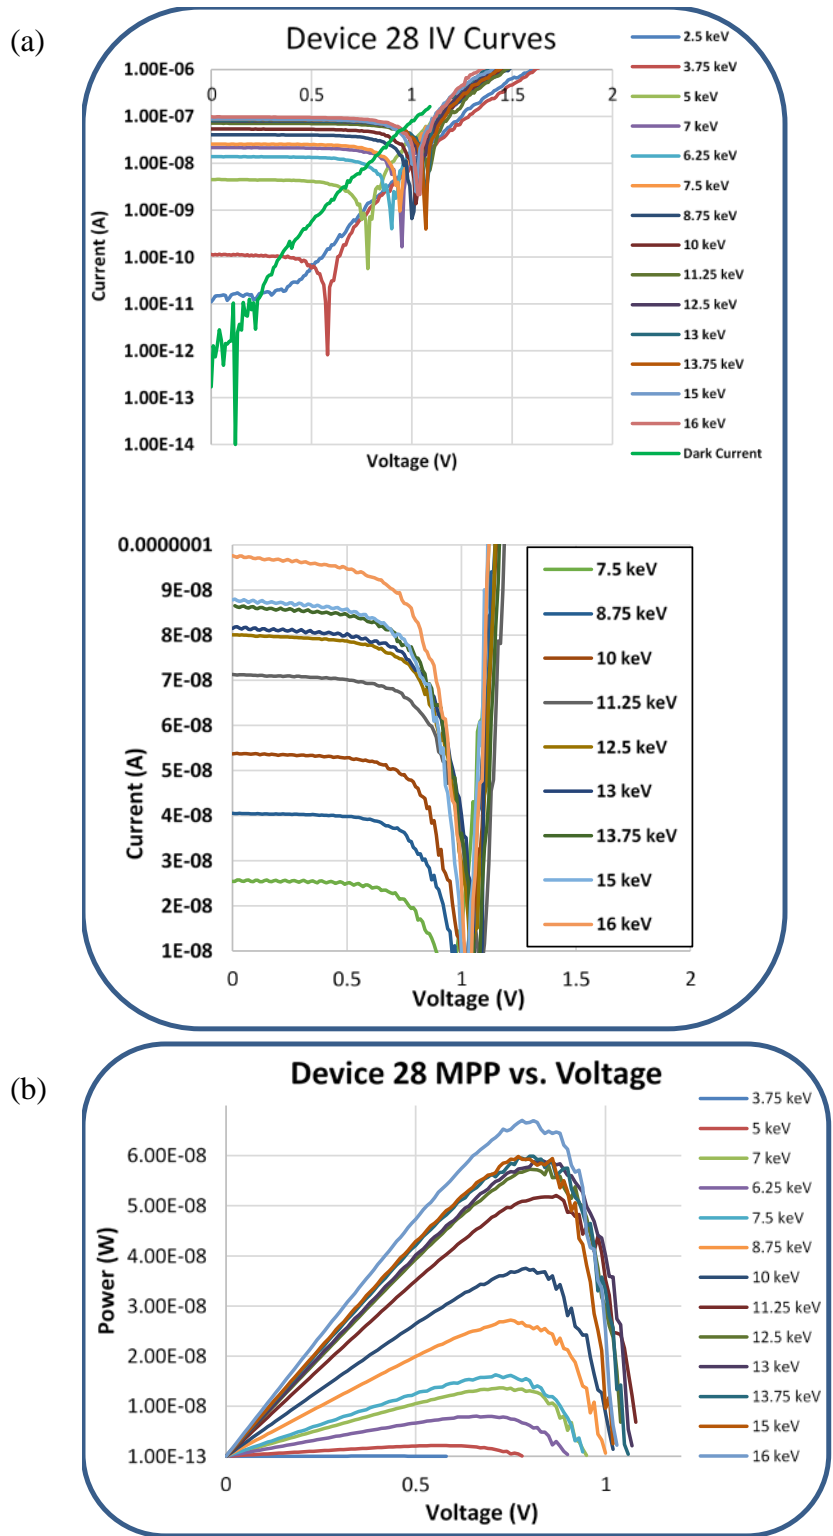 (a)
Device 28 IV Curves
1.00E-06
1.00E-07
1.00E-08
1.00E-09
1.00E-10
1.00E-11
1.00E-12
1.00E-13
1.00E-14
Current (A)
0 0.5 1 1.5 2
Voltage (V)
2.5 keV
3.75 keV
5 keV
7 keV
6.25 keV
7.5 keV
8.75 keV
10 keV
11.25 keV
12.5 keV
13 keV
13.75 keV
15 keV
16 keV
Dark Current
0.0000001
9E-08
8E-08
7E-08
6E-08
5E-08
4E-08
3E-08
2E-08
1E-08
Current (A)
0 0.5 1 1.5 2
Voltage (V)
7.5 keV
8.75 keV
10 keV
11.25 keV
12.5 keV
13 keV
13.75 keV
15 keV
16 keV
(b)
Device 28 MPP vs. Voltage
6.00E-08
5.00E-08
4.00E-08
3.00E-08
2.00E-08
1.00E-08
1.00E-13
Power (W)
0 0.5 1
Voltage (V)
3.75 keV
5 keV
7 keV
6.25 keV
7.5 keV
8.75 keV
10 keV
11.25 keV
12.5 keV
13 keV
13.75 keV
15 keV
16 keV